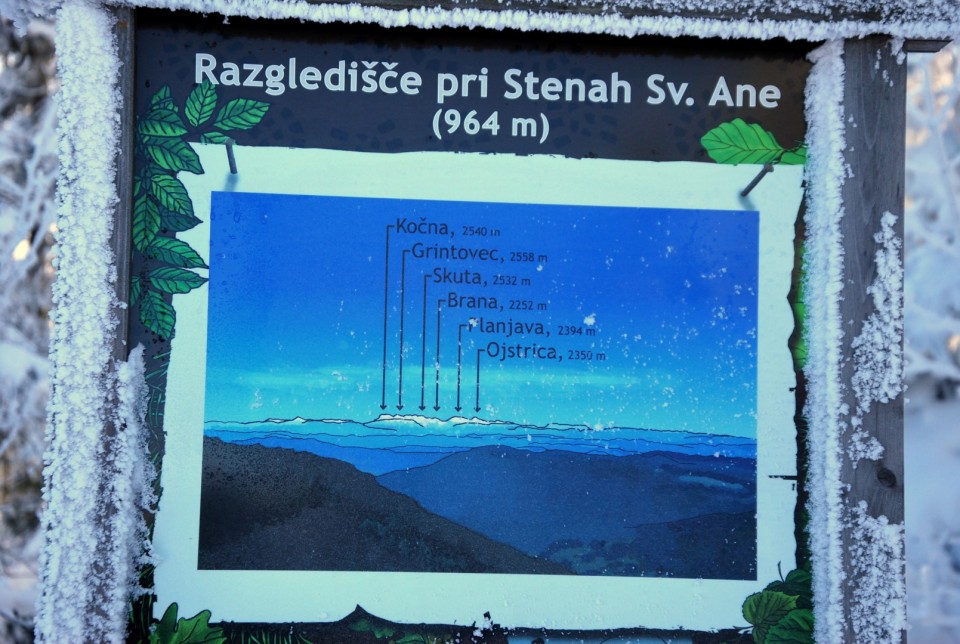 Razgledišče pri Stenah Sv. Ane
(964 m)
Kočna, 2540 m
Grintovec, 2558 m
Skuta, 2532 m
Brana, 2252 m
Planjava, 2394 m
Ojstrica, 2350 m